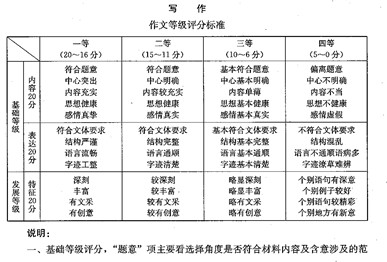 写 作
作文等级评分标准
一等 二等 三等 四等
(20~16分) (15~11分) (10~6分) (5~0分)
基础等级
内容20分
符合题意 符合题意 基本符合题意 偏离题意
中心突出 中心明确 中心基本明确 中心不明确
内容充实 内容较充实 内容单薄 内容不当
思想健康 思想健康 思想基本健康 思想不健康
感情真挚 感情真实 感情基本真实 感情虚假
表达20分
符合文体要求 符合文体要求 基本符合文体要求 不符合文体要求
结构严谨 结构完整 结构基本完整 结构混乱
语言流畅 语言通顺 语言基本通顺 语言不通顺语病多
字迹工整 字迹清楚 字迹基本清楚 字迹潦草难辨
发展等级
特征20分
深刻 较深刻 略显深刻 个别语句有深意
丰富 较丰富 略显丰富 个别例子较好
有文采 较有文采 略有文采 个别语句较精彩
有创意 较有创意 略有创意 个别地方有新意
说明:
一、基础等级评分,“题意”项主要看选择角度是否符合材料内容及含意涉及的范